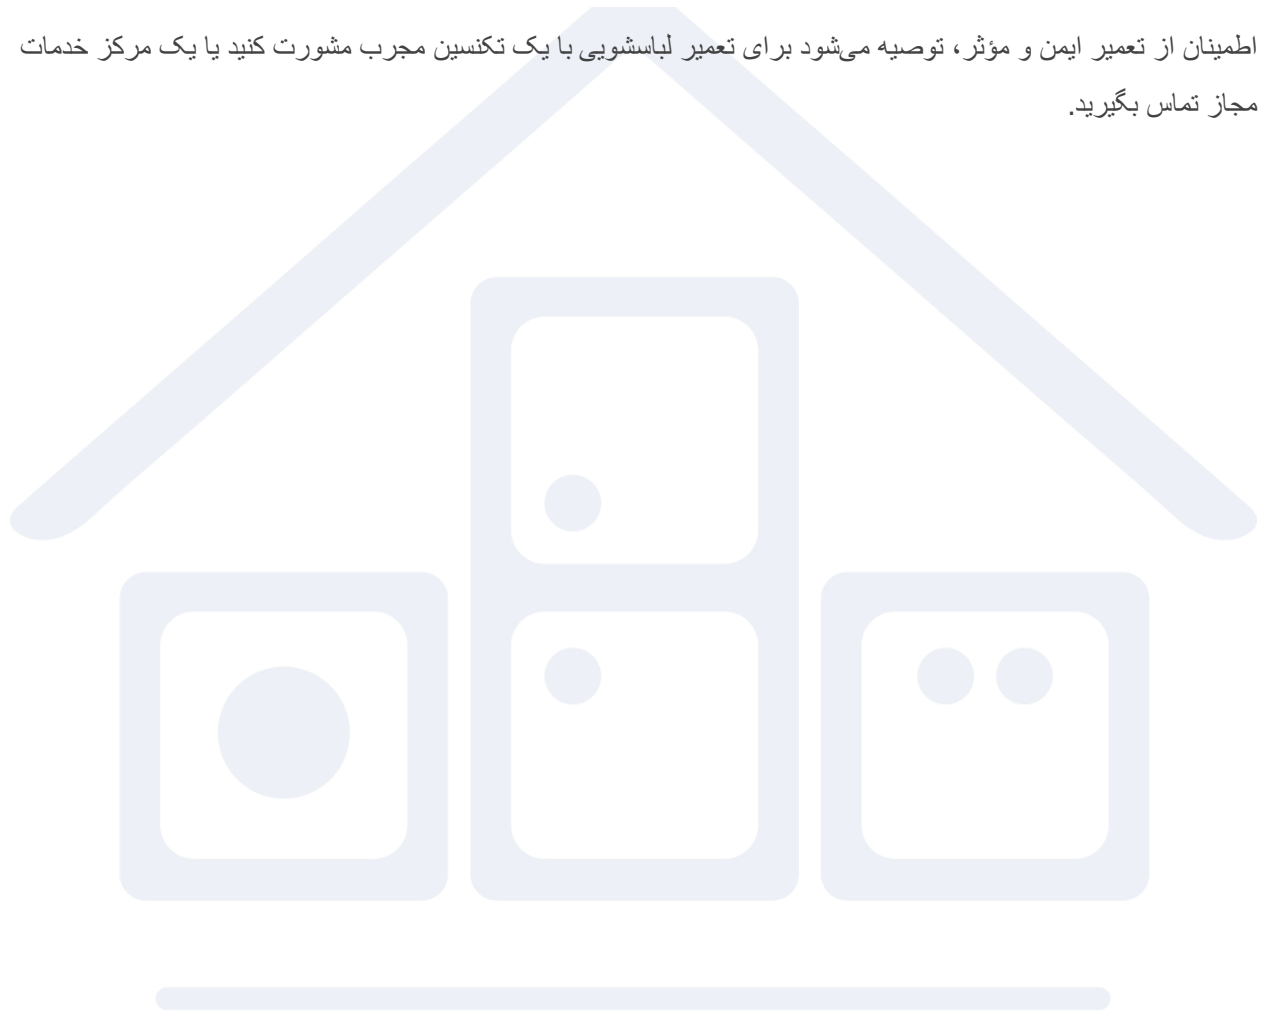 اطمینان از تعمیر ایمن و مؤثر، توصیه می‌شود برای تعمیر لباسشویی با یک تکنسین مجرب مشورت کنید یا یک مرکز خدمات
مجاز تماس بگیرید.